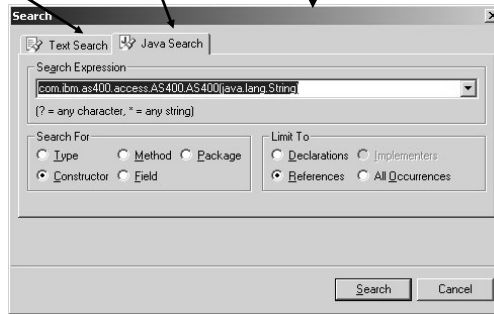 Search
Text Search Java Search
Search Expression
com.ibm.as400.access.AS400.AS400(java.lang.String)
(? = any character, * = any string)
Search For
Type Method Package
Constructor Field
Limit To
Declarations Implementers
References All Occurrences
Search Cancel